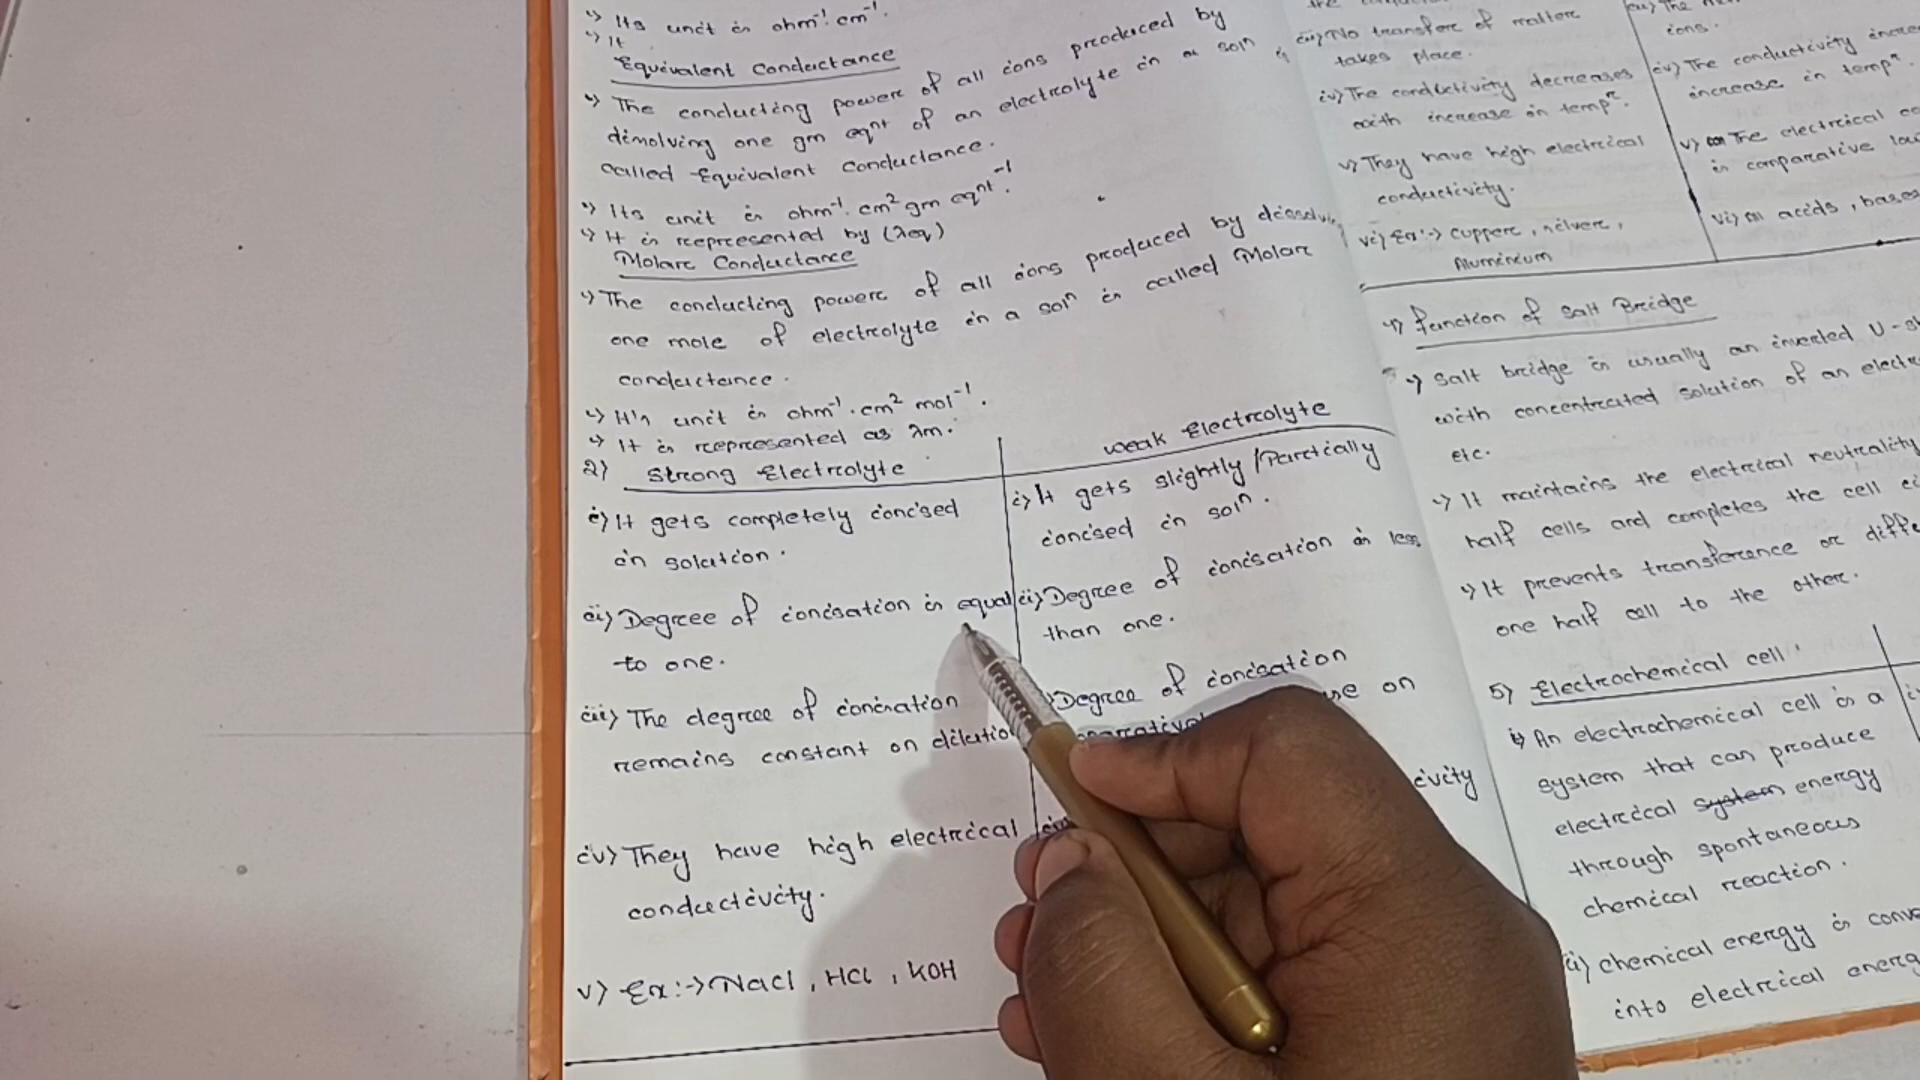 Its unit is ohm⁻¹. cm⁻¹.
It
Equivalent Conductance
The conducting power of all ions produced by
dissolving one gm eqnt of an electrolyte in a solⁿ is
called Equivalent Conductance.
Its unit is ohm⁻¹. cm² gm eqnt⁻¹.
It is represented by (λeq)
Molar Conductance
The conducting power of all ions produced by
one mole of electrolyte in a solⁿ is called Molar
conductance.
It's unit is ohm⁻¹. cm² mol⁻¹.
It is represented as λm.
2) Strong Electrolyte
i) It gets completely ionised
in solution.
ii) Degree of ionisation is equal
to one.
iii) The degree of ionisation
remains constant on
iv) They have high electrical
conductivity.
v) Ex:-> NaCl, HCl, KOH
weak Electrolyte
i) It gets slightly/Partially
ionised in solⁿ.
ii) Degree of ionisation is less
than one.
Degree of ionisation
on
iii) No transfer of matter
takes place.
iv) The conductivity decreases
with increase in tempʳ.
v) They have high electrical
conductivity.
vi) Ex:-> Copper, silver,
Aluminium
ions.
iv) The conductivity
increase in tempʳ.
v) The electrical
is comparative
vi) acids,
4) Function of Salt Bridge
Salt bridge is usually an inverted U-
with concentrated solution of an
etc.
It maintains the electrical neutrality
half cells and completes the cell
It prevents transference or
one half cell to the other.
5) Electrochemical cell
i) An electrochemical cell is a
system that can produce
electrical system energy
through spontaneous
chemical reaction.
ii) chemical energy is
into electrical